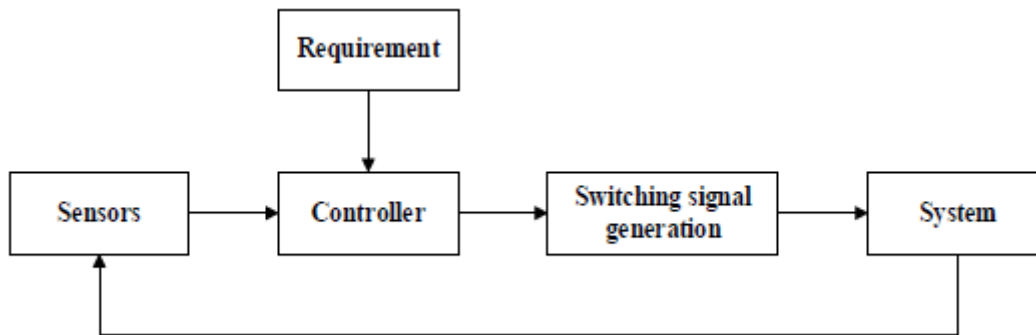 Requirement
Sensors
Controller
Switching signal
generation
System